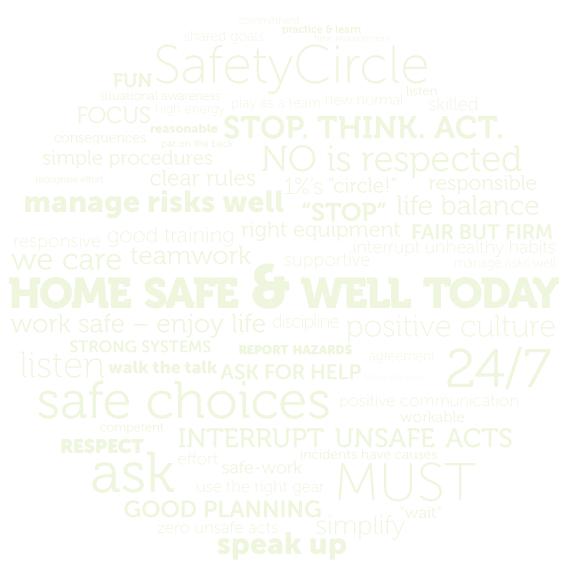 commitment
practice & learn
shared goals
SafetyCircle
FUN
listen
situational awareness
high energy
play as a team
new normal
skilled
FOCUS
reasonable
STOP. THINK. ACT.
consequences
pat on the back
simple procedures
NO is respected
recognise effort
clear rules
1%'s "circle!"
responsible
manage risks well
"STOP"
life balance
responsive
good training
right equipment
FAIR BUT FIRM
we care
teamwork
supportive
interrupt unhealthy habits
manage risks well
HOME SAFE & WELL TODAY
work safe – enjoy life
discipline
positive culture
STRONG SYSTEMS
REPORT HAZARDS
agreement
listen
walk the talk
ASK FOR HELP
24/7
safe choices
positive communication
workable
competent
RESPECT
INTERRUPT UNSAFE ACTS
ask
effort
safe-work
incidents have causes
MUST
use the right gear
GOOD PLANNING
"wait"
zero unsafe acts
simplify
speak up